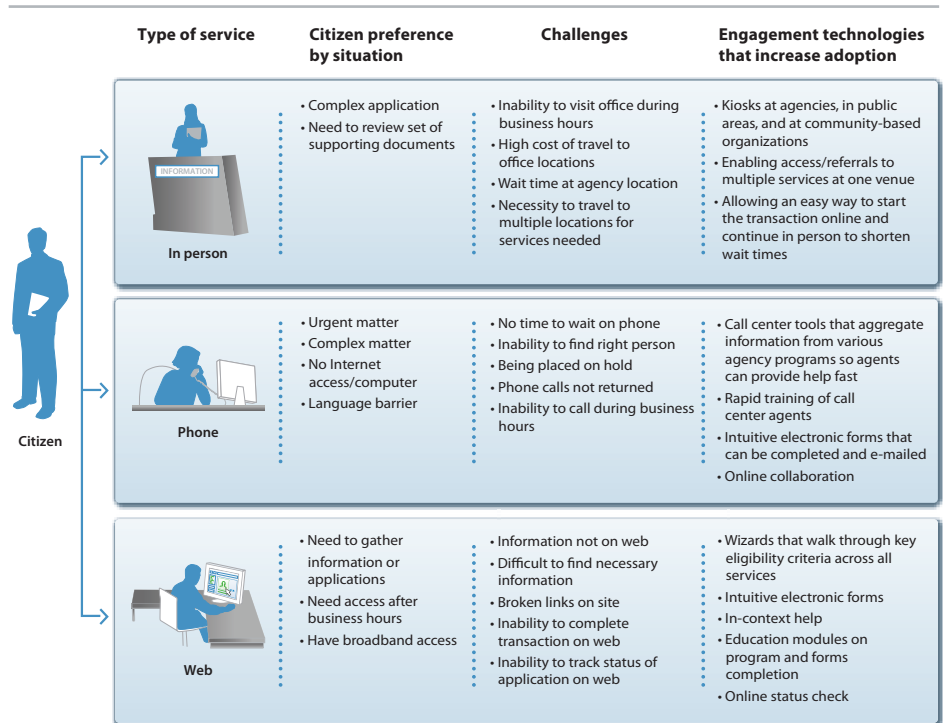 Type of service
Citizen preference
by situation
Challenges
Engagement technologies
that increase adoption
INFORMATION
In person
• Complex application
• Need to review set of
supporting documents
• Inability to visit office during
business hours
• High cost of travel to
office locations
• Wait time at agency location
• Necessity to travel to
multiple locations for
services needed
• Kiosks at agencies, in public
areas, and at community-based
organizations
• Enabling access/referrals to
multiple services at one venue
• Allowing an easy way to start
the transaction online and
continue in person to shorten
wait times
Citizen
Phone
• Urgent matter
• Complex matter
• No Internet
access/computer
• Language barrier
• No time to wait on phone
• Inability to find right person
• Being placed on hold
• Phone calls not returned
• Inability to call during business
hours
• Call center tools that aggregate
information from various
agency programs so agents
can provide help fast
• Rapid training of call
center agents
• Intuitive electronic forms that
can be completed and e-mailed
• Online collaboration
Web
• Need to gather
information or
applications
• Need access after
business hours
• Have broadband access
• Information not on web
• Difficult to find necessary
information
• Broken links on site
• Inability to complete
transaction on web
• Inability to track status of
application on web
• Wizards that walk through key
eligibility criteria across all
services
• Intuitive electronic forms
• In-context help
• Education modules on
program and forms
completion
• Online status check